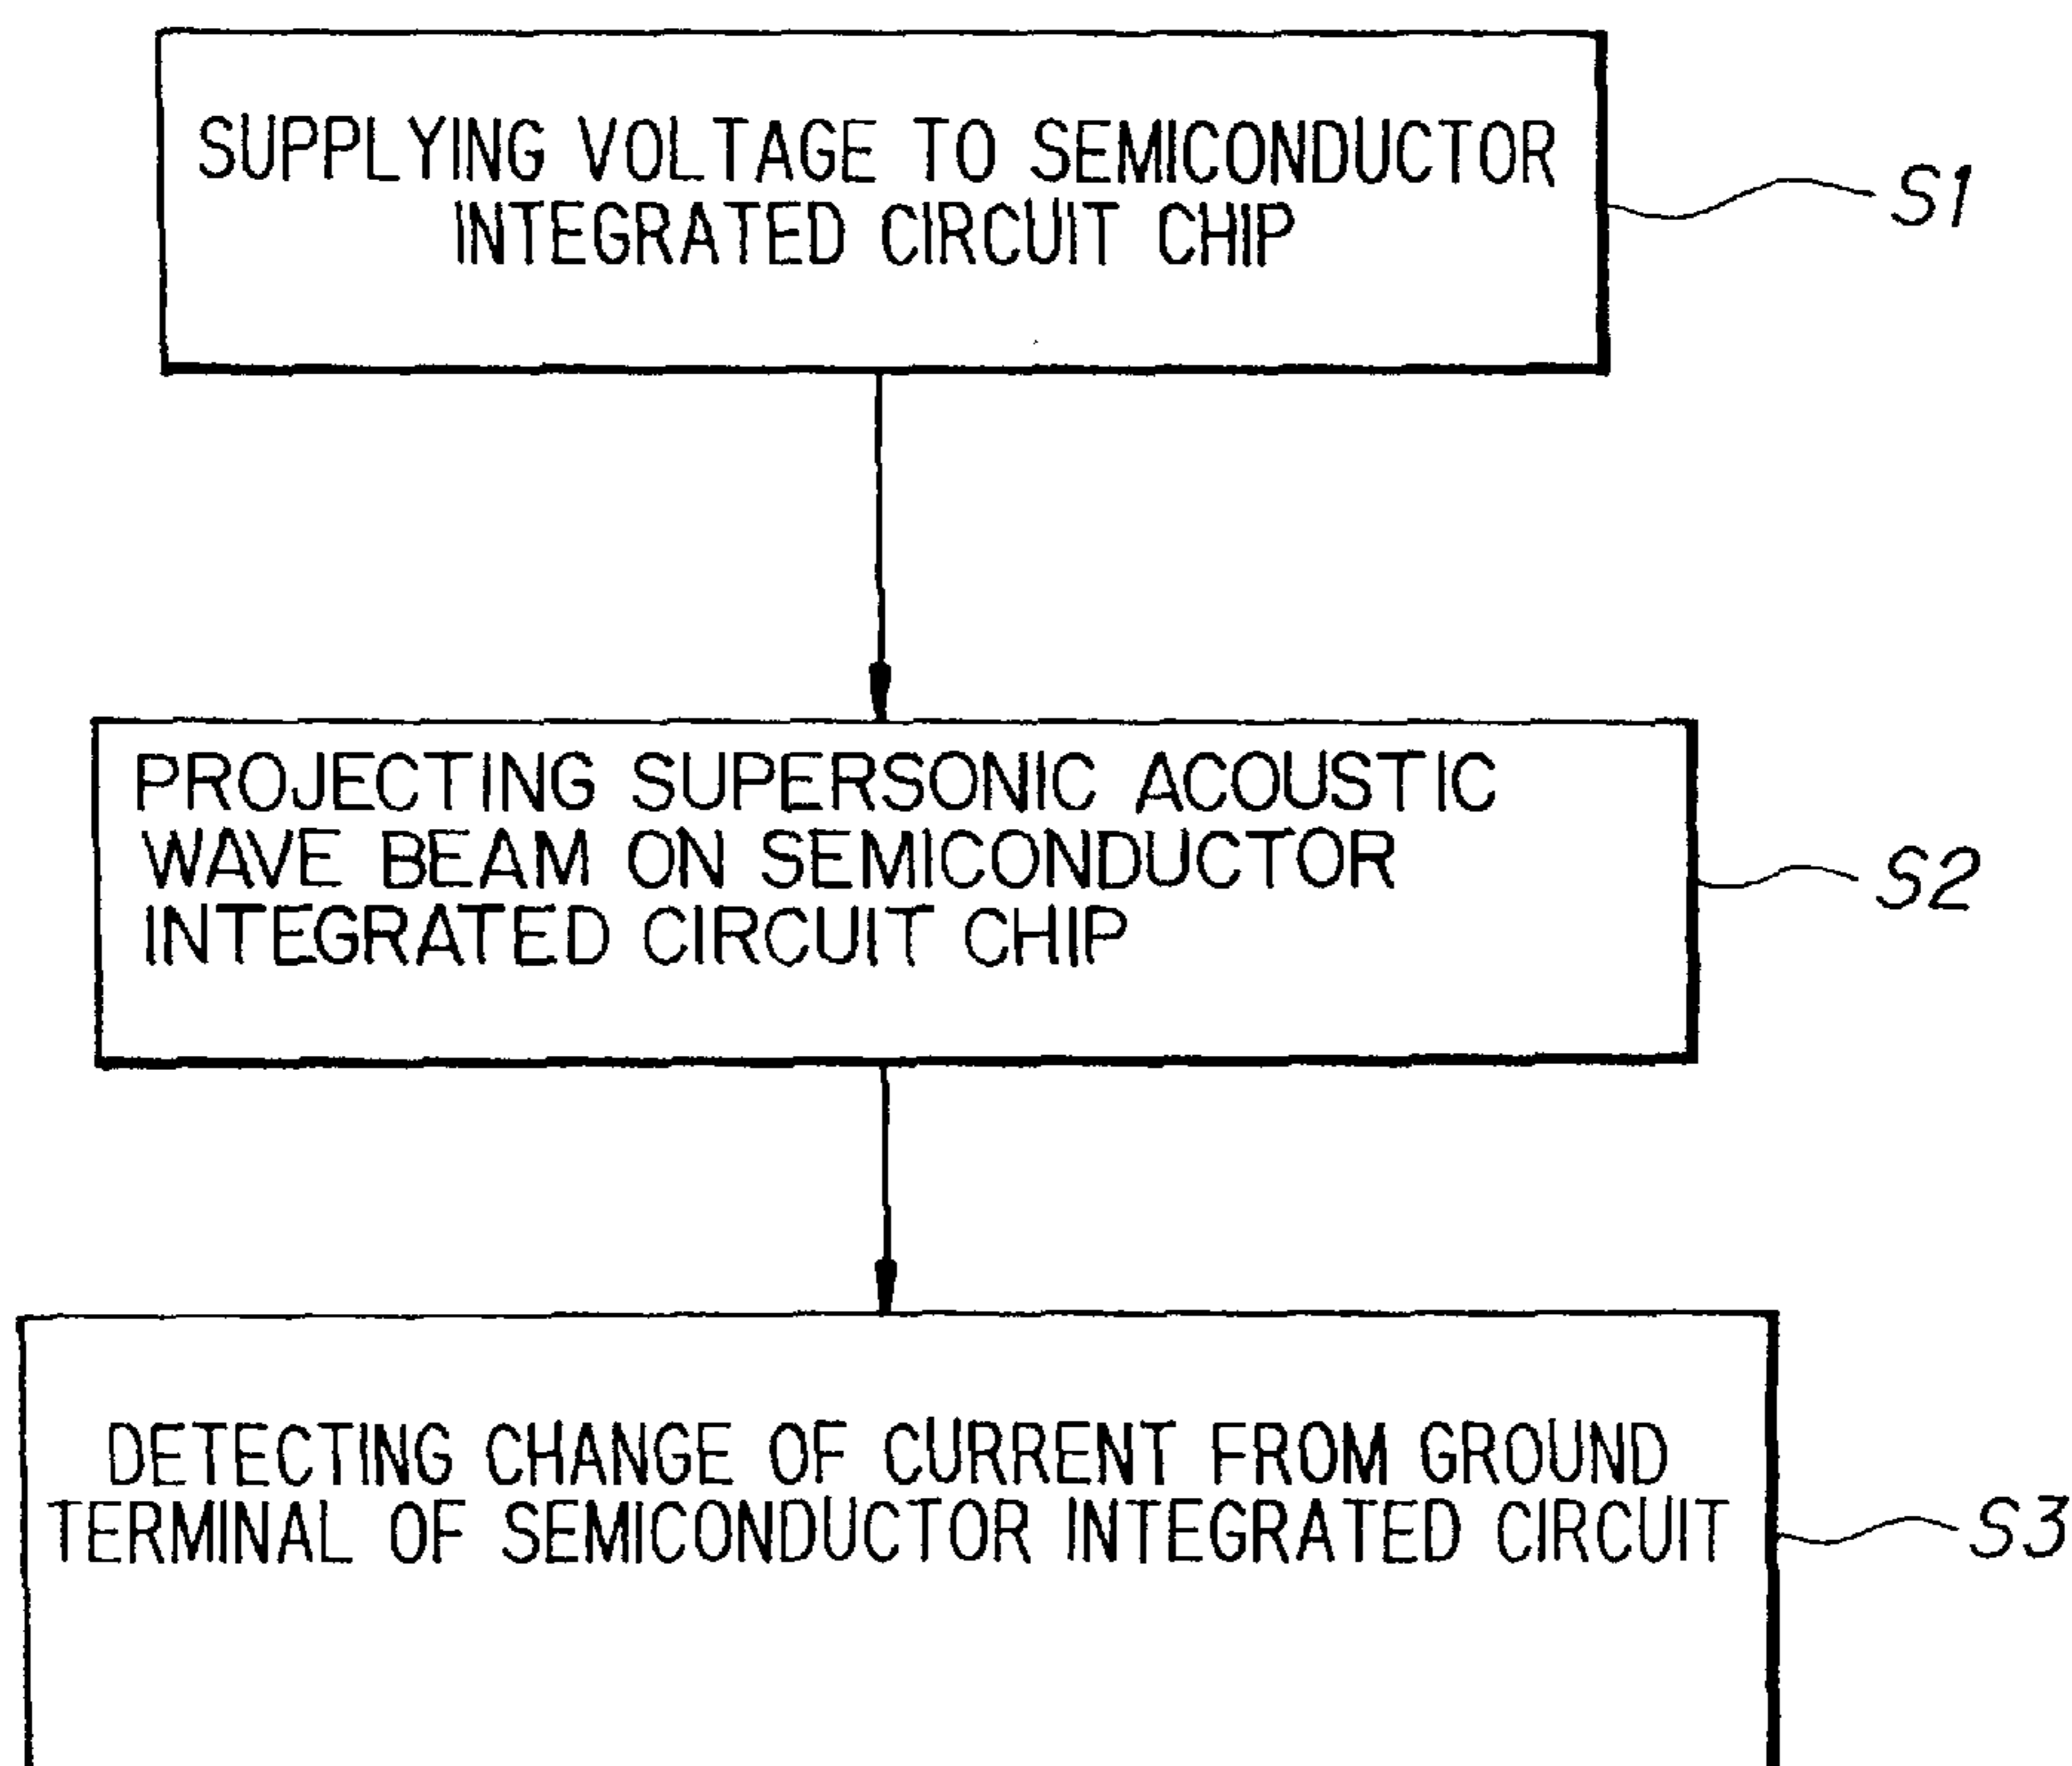 SUPPLYING VOLTAGE TO SEMICONDUCTOR
INTEGRATED CIRCUIT CHIP
S1
PROJECTING SUPERSONIC ACOUSTIC
WAVE BEAM ON SEMICONDUCTOR
INTEGRATED CIRCUIT CHIP
S2
DETECTING CHANGE OF CURRENT FROM GROUND
TERMINAL OF SEMICONDUCTOR INTEGRATED CIRCUIT
S3